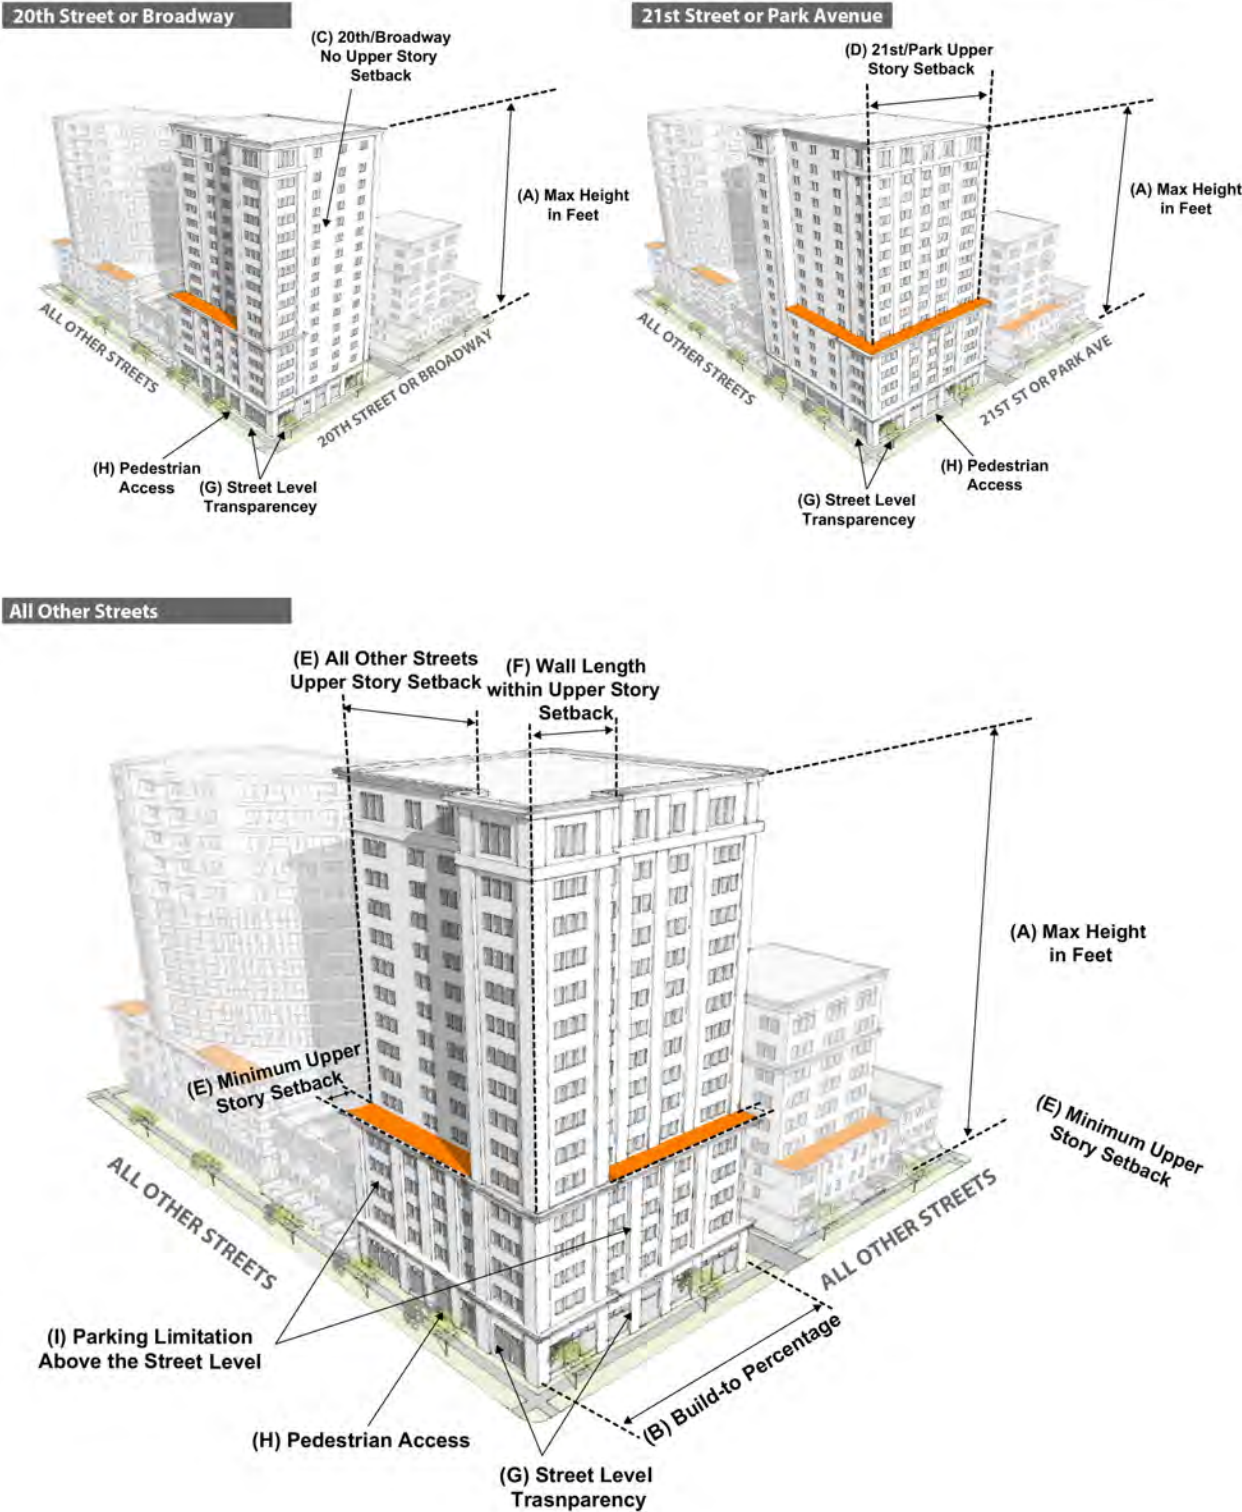 20th Street or Broadway
(C) 20th/Broadway
No Upper Story
Setback
(A) Max Height
in Feet
ALL OTHER STREETS
20TH STREET OR BROADWAY
(H) Pedestrian
Access
(G) Street Level
Transparencey
21st Street or Park Avenue
(D) 21st/Park Upper
Story Setback
(A) Max Height
in Feet
ALL OTHER STREETS
21ST ST OR PARK AVE
(H) Pedestrian
Access
(G) Street Level
Transparencey
All Other Streets
(E) All Other Streets
Upper Story Setback
(F) Wall Length
within Upper Story
Setback
(A) Max Height
in Feet
(E) Minimum Upper
Story Setback
(E) Minimum Upper
Story Setback
ALL OTHER STREETS
ALL OTHER STREETS
(I) Parking Limitation
Above the Street Level
(B) Build-to Percentage
(H) Pedestrian Access
(G) Street Level
Trasnparency